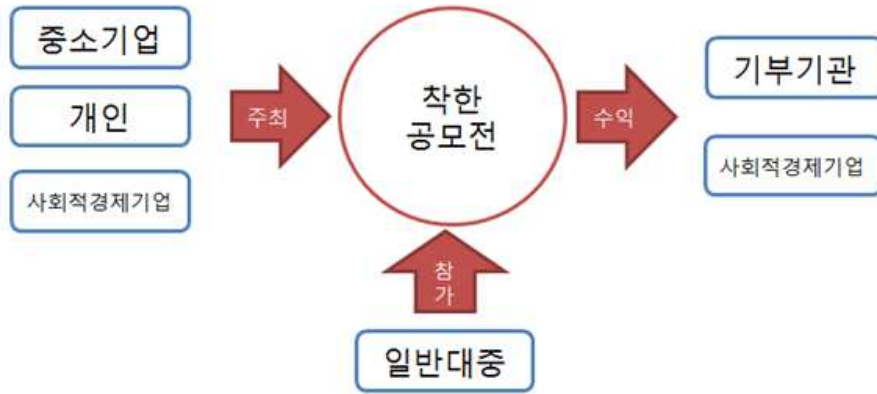 중소기업
개인
사회적경제기업
주최
착한
공모전
수익
기부기관
사회적경제기업
참
가
일반대중